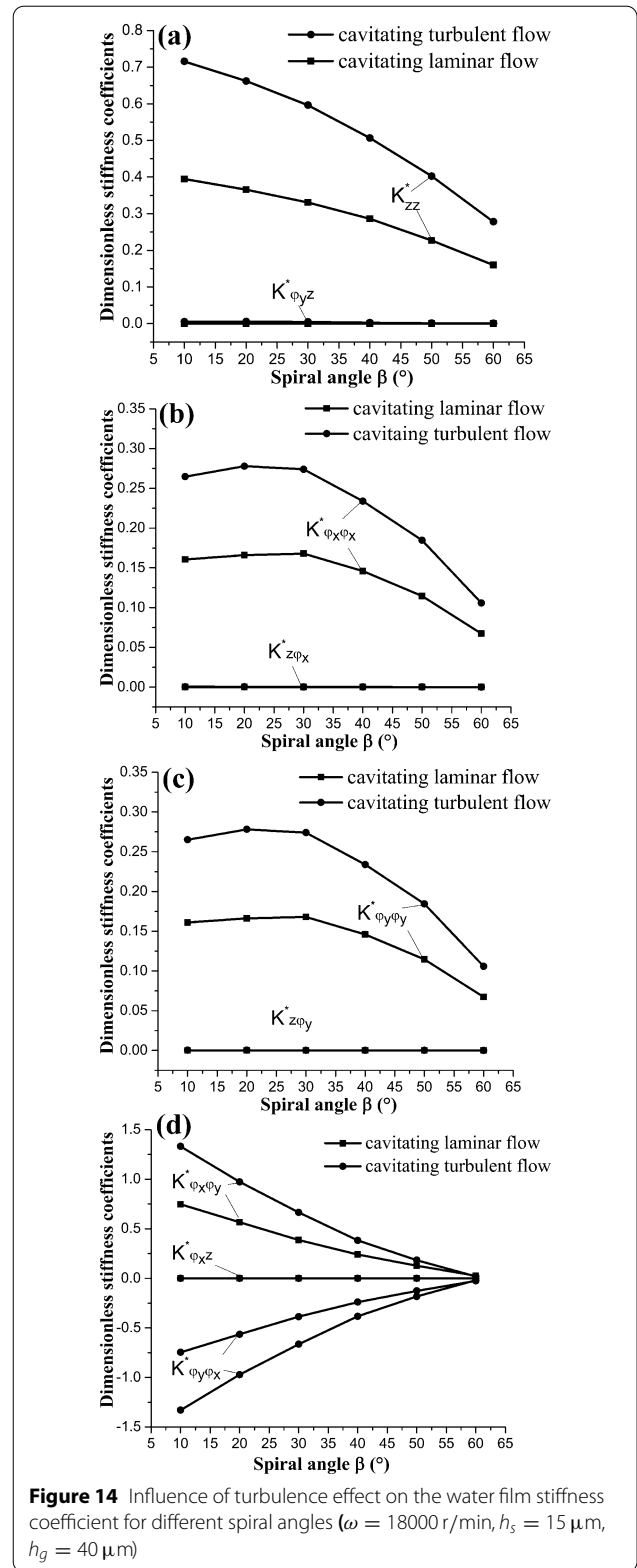 (a)
cavitating turbulent flow
cavitating laminar flow
Dimensionless stiffness coefficients
0.8
0.7
0.6
0.5
0.4
0.3
0.2
0.1
0.0
K*zz
K*φyz
5 10 15 20 25 30 35 40 45 50 55 60 65
Spiral angle β (°)
(b)
cavitating laminar flow
cavitaing turbulent flow
Dimensionless stiffness coefficients
0.35
0.30
0.25
0.20
0.15
0.10
0.05
0.00
K*φxφx
K*zφx
5 10 15 20 25 30 35 40 45 50 55 60 65
Spiral angle β (°)
(c)
cavitating laminar flow
cavitating turbulent flow
Dimensionless stiffness coefficients
0.35
0.30
0.25
0.20
0.15
0.10
0.05
0.00
K*φyφy
K*zφy
5 10 15 20 25 30 35 40 45 50 55 60 65
Spiral angle β (°)
(d)
cavitating laminar flow
cavitating turbulent flow
Dimensionless stiffness coefficients
1.5
1.0
0.5
0.0
-0.5
-1.0
-1.5
K*φxφy
K*φxz
K*φyφx
5 10 15 20 25 30 35 40 45 50 55 60 65
Spiral angle β (°)
Figure 14 Influence of turbulence effect on the water film stiffness
coefficient for different spiral angles (ω = 18000 r/min, hs = 15 μm,
hg = 40 μm)